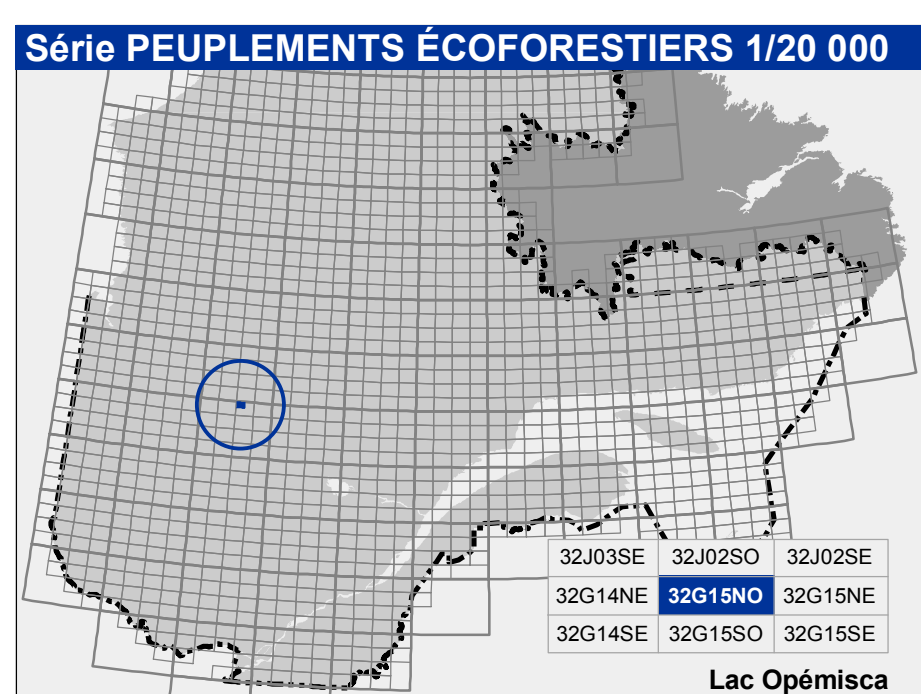 Série PEUPLEMENTS ÉCOFORESTIERS 1/20 000
32J03SE 32J02SO 32J02SE
32G14NE 32G15NO 32G15NE
32G14SE 32G15SO 32G15SE
Lac Opémisca